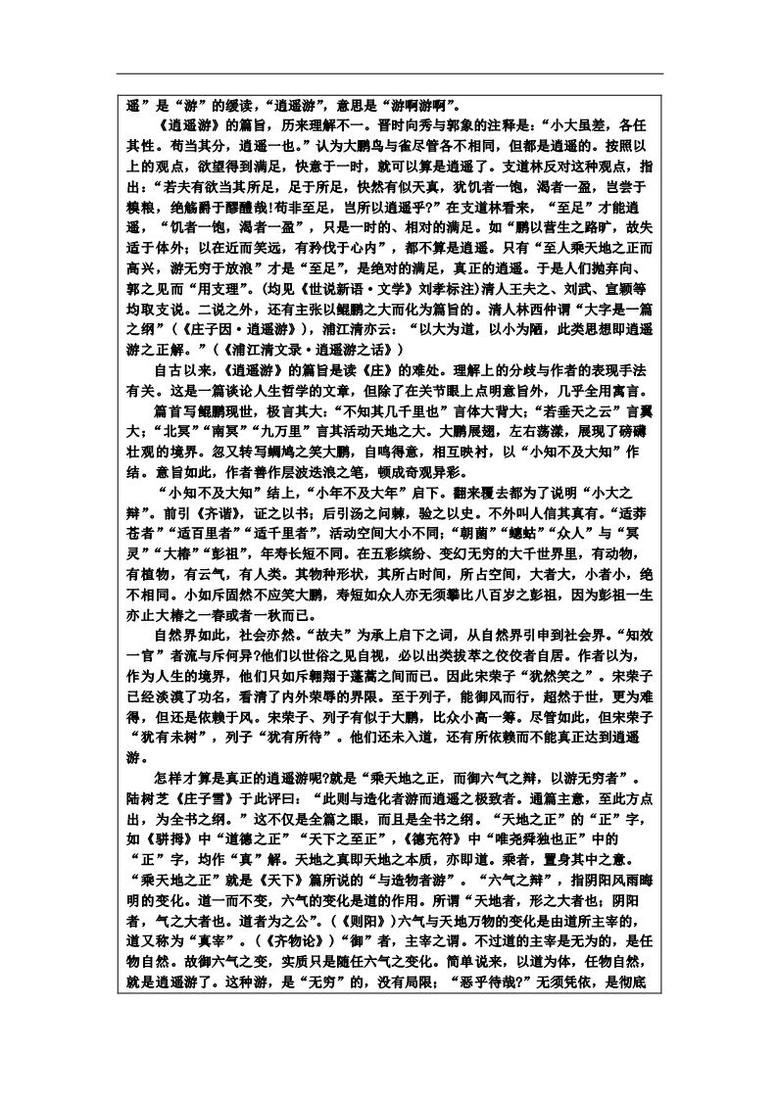 遥”是“游”的缓读，“逍遥游”，意思是“游啊游啊”。
《逍遥游》的篇旨，历来理解不一。晋时向秀与郭象的注释是：“小大虽差，各任
其性。苟当其分，逍遥一也。”认为大鹏鸟与雀尽管各不相同，但都是逍遥的。按照以
上的观点，欲望得到满足，快意于一时，就可以算是逍遥了。支道林反对这种观点，指
出：“若夫有欲当其所足，足于所足，快然有似天真，犹饥者一饱，渴者一盈，岂尝于
糗粮，绝觞爵于醪醴哉!苟非至足，岂所以逍遥乎?”在支道林看来，“至足”才能逍
遥，“饥者一饱，渴者一盈”，只是一时的、相对的满足。如“鹏以营生之路旷，故失
适于体外；以在近而笑远，有矜伐于心内”，都不算是逍遥。只有“至人乘天地之正而
高兴，游无穷于放浪”才是“至足”，是绝对的满足，真正的逍遥。于是人们抛弃向、
郭之见而“用支理”。(均见《世说新语·文学》刘孝标注)清人王夫之、刘武、宣颖等
均取支说。二说之外，还有主张以鲲鹏之大而化为篇旨的。清人林西仲谓“大字是一篇
之纲”(《庄子因·逍遥游》)，浦江清亦云：“以大为道，以小为陋，此类思想即逍遥
游之正解。”(《浦江清文录·逍遥游之话》)
自古以来，《逍遥游》的篇旨是读《庄》的难处。理解上的分歧与作者的表现手法
有关。这是一篇谈论人生哲学的文章，但除了在关节眼上点明意旨外，几乎全用寓言。
篇首写鲲鹏现世，极言其大：“不知其几千里也”言体大背大；“若垂天之云”言翼
大；“北冥”“南冥”“九万里”言其活动天地之大。大鹏展翅，左右荡漾，展现了磅礴
壮观的境界。忽又转写蜩鸠之笑大鹏，自鸣得意，相互映衬，以“小知不及大知”作
结。意旨如此，作者善作层波迭浪之笔，顿成奇观异彩。
“小知不及大知”结上，“小年不及大年”启下。翻来覆去都为了说明“小大之
辩”。前引《齐谐》，证之以书；后引汤之问棘，验之以史。不外叫人信其真有。“适莽
苍者”“适百里者”“适千里者”，活动空间大小不同；“朝菌”“蟪蛄”“众人”与“冥
灵”“大椿”“彭祖”，年寿长短不同。在五彩缤纷、变幻无穷的大千世界里，有动物，
有植物，有云气，有人类。其物种形状，其所占时间，所占空间，大者大，小者小，绝
不相同。小如斥固然不应笑大鹏，寿短如众人亦无须攀比八百岁之彭祖，因为彭祖一生
亦止大椿之一春或者一秋而已。
自然界如此，社会亦然。“故夫”为承上启下之词，从自然界引申到社会界。“知效
一官”者流与斥何异?他们以世俗之见自视，必以出类拔萃之佼佼者自居。作者以为，
作为人生的境界，他们只如斥翱翔于蓬蒿之间而已。因此宋荣子“犹然笑之”。宋荣子
已经淡漠了功名，看清了内外荣辱的界限。至于列子，能御风而行，超然于世，更为难
得，但还是依赖于风。宋荣子、列子有似于大鹏，比众小高一筹。尽管如此，但宋荣子
“犹有未树”，列子“犹有所待”。他们还未入道，还有所依赖而不能真正达到逍遥
游。
怎样才算是真正的逍遥游呢?就是“乘天地之正，而御六气之辩，以游无穷者”。
陆树芝《庄子雪》于此评曰：“此则与造化者游而逍遥之极致者。通篇主意，至此方点
出，为全书之纲。”这不仅是全篇之眼，而且是全书之纲。“天地之正”的“正”字，
如《骈拇》中“道德之正”“天下之至正”，《德充符》中“唯尧舜独也正”中的
“正”字，均作“真”解。天地之真即天地之本质，亦即道。乘者，置身其中之意。
“乘天地之正”就是《天下》篇所说的“与造物者游”。“六气之辩”，指阴阳风雨晦
明的变化。道一而不变，六气的变化是道的作用。所谓“天地者，形之大者也；阴阳
者，气之大者也。道者为之公”。(《则阳》)六气与天地万物的变化是由道所主宰的，
道又称为“真宰”。(《齐物论》)“御”者，主宰之谓。不过道的主宰是无为的，是任
物自然。故御六气之变，实质只是随任六气之变化。简单说来，以道为体，任物自然，
就是逍遥游了。这种游，是“无穷”的，没有局限；“恶乎待哉?”无须凭依，是彻底